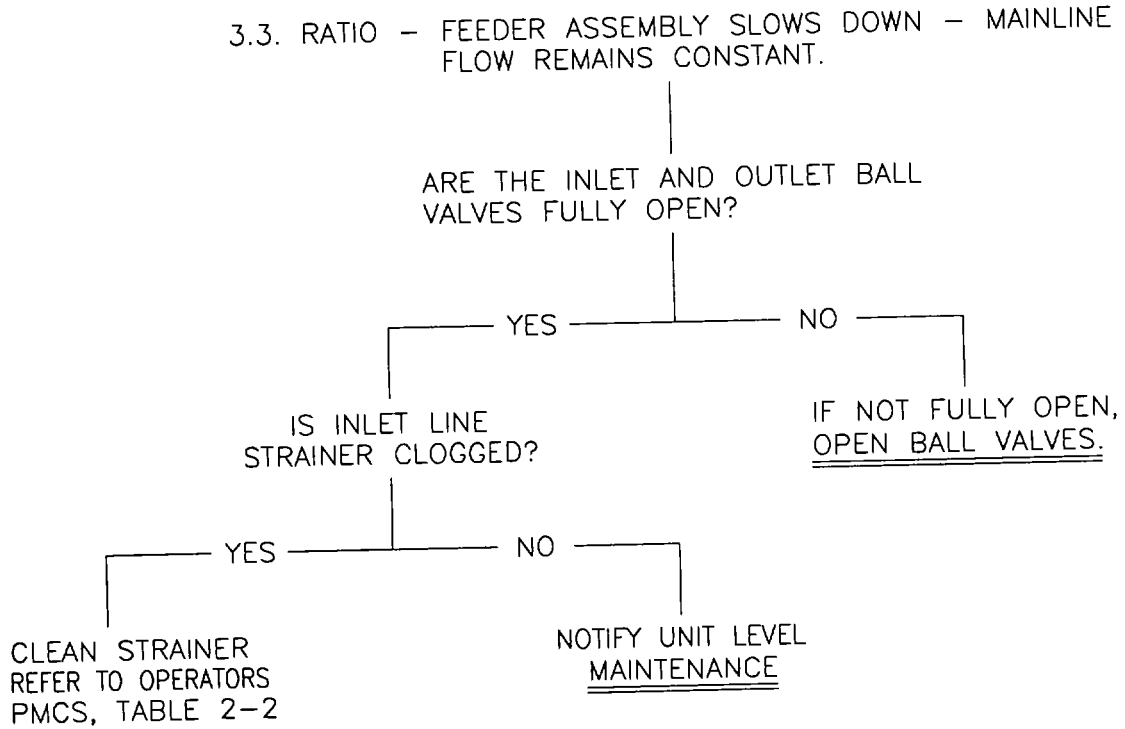 3.3. RATIO – FEEDER ASSEMBLY SLOWS DOWN – MAINLINE
FLOW REMAINS CONSTANT.
ARE THE INLET AND OUTLET BALL
VALVES FULLY OPEN?
YES
NO
IS INLET LINE
STRAINER CLOGGED?
IF NOT FULLY OPEN,
OPEN BALL VALVES.
YES
NO
CLEAN STRAINER
REFER TO OPERATORS
PMCS, TABLE 2–2
NOTIFY UNIT LEVEL
MAINTENANCE